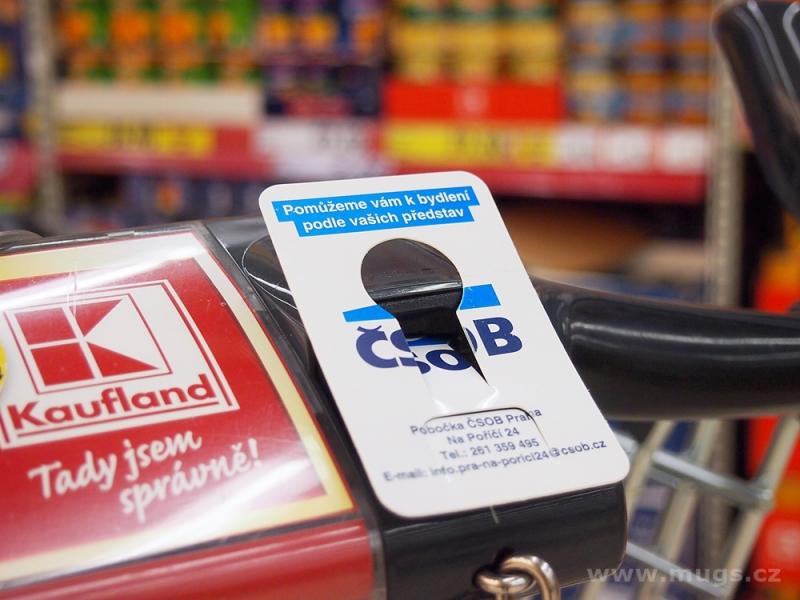 Pomůžeme vám k bydlení
podle vašich představ
ČSOB
Pobočka ČSOB Praha
Na Poříčí 24
Tel.: 261 359 495
E-mail: info.pra-na-porici24@csob.cz
Kaufland
Tady jsem
správně!
www.mugs.cz